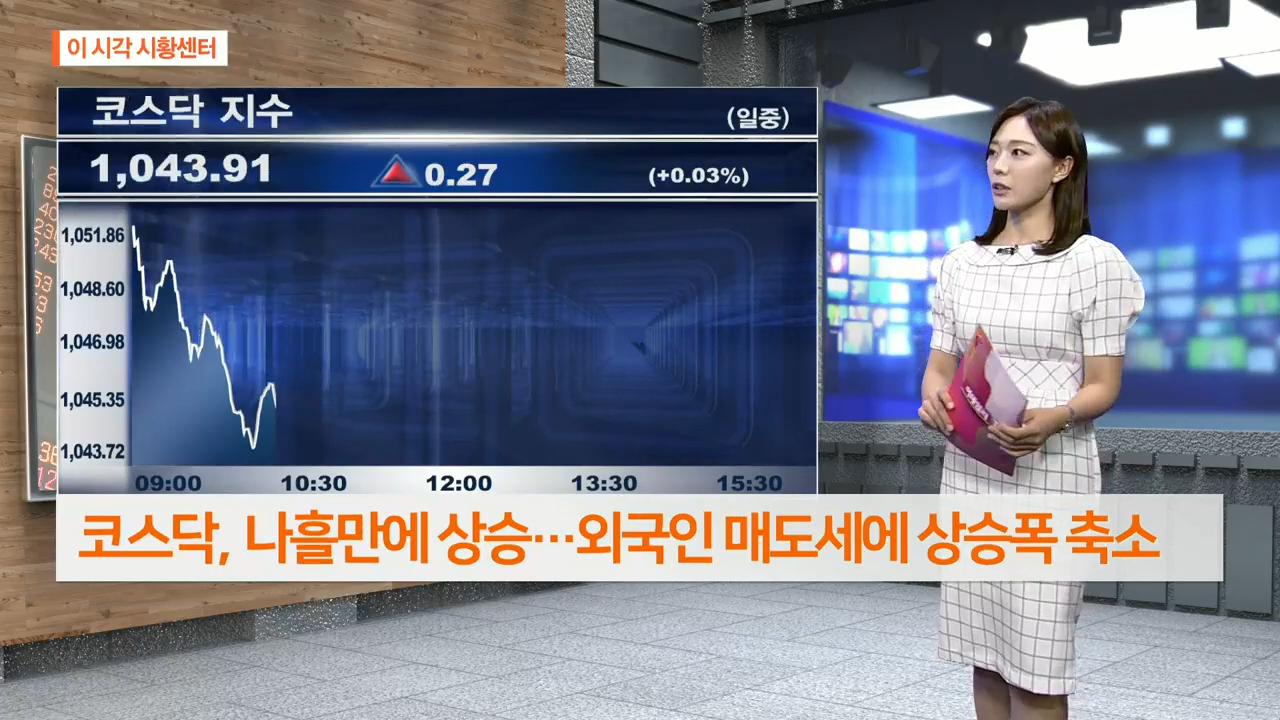 이 시각 시황센터
코스닥 지수 (일중)
1,043.91 0.27 (+0.03%)
1,051.86
1,048.60
1,046.98
1,045.35
1,043.72
09:00 10:30 12:00 13:30 15:30
코스닥, 나흘만에 상승…외국인 매도세에 상승폭 축소